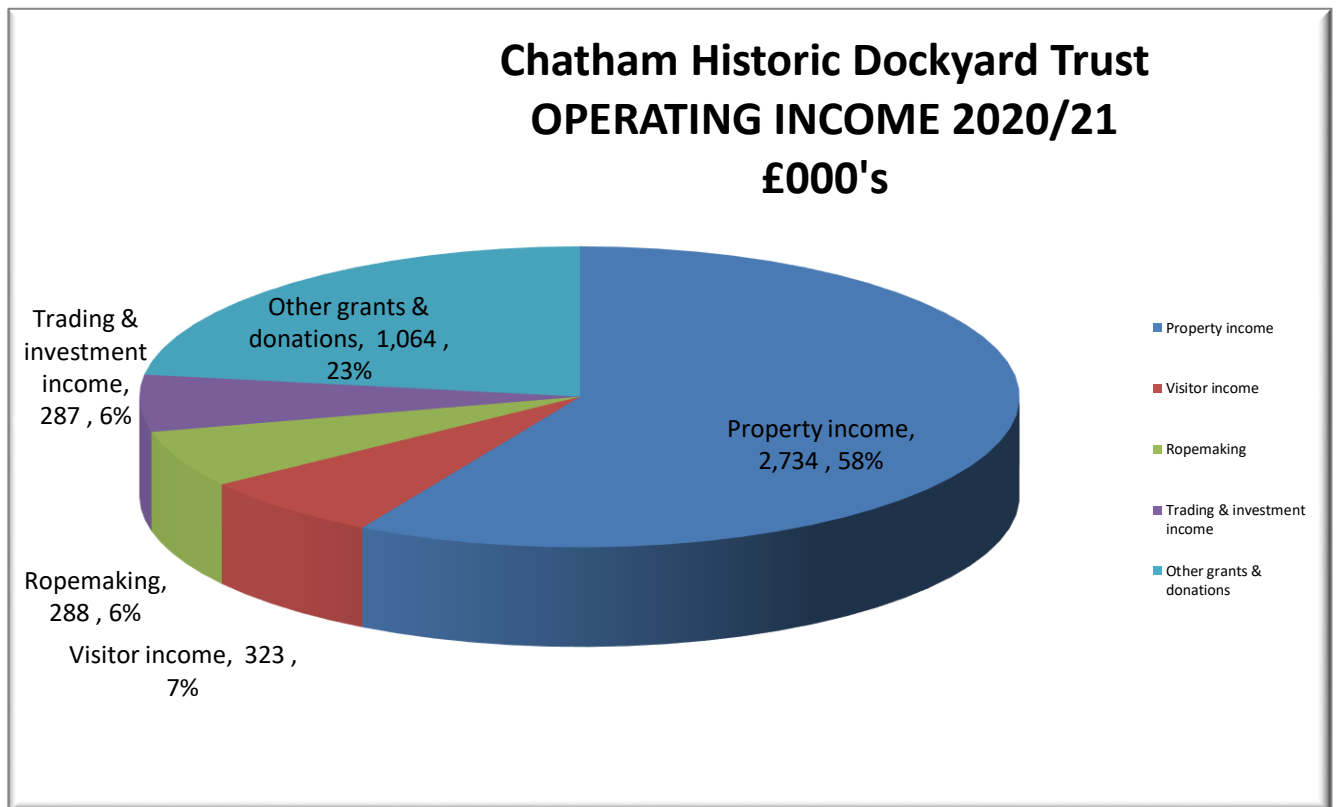 Chatham Historic Dockyard Trust
OPERATING INCOME 2020/21
£000's
Trading &
investment
income,
287 , 6%
Other grants &
donations, 1,064 ,
23%
Property income,
2,734 , 58%
Ropemaking,
288 , 6%
Visitor income, 323 ,
7%
Property income
Visitor income
Ropemaking
Trading & investment
income
Other grants &
donations